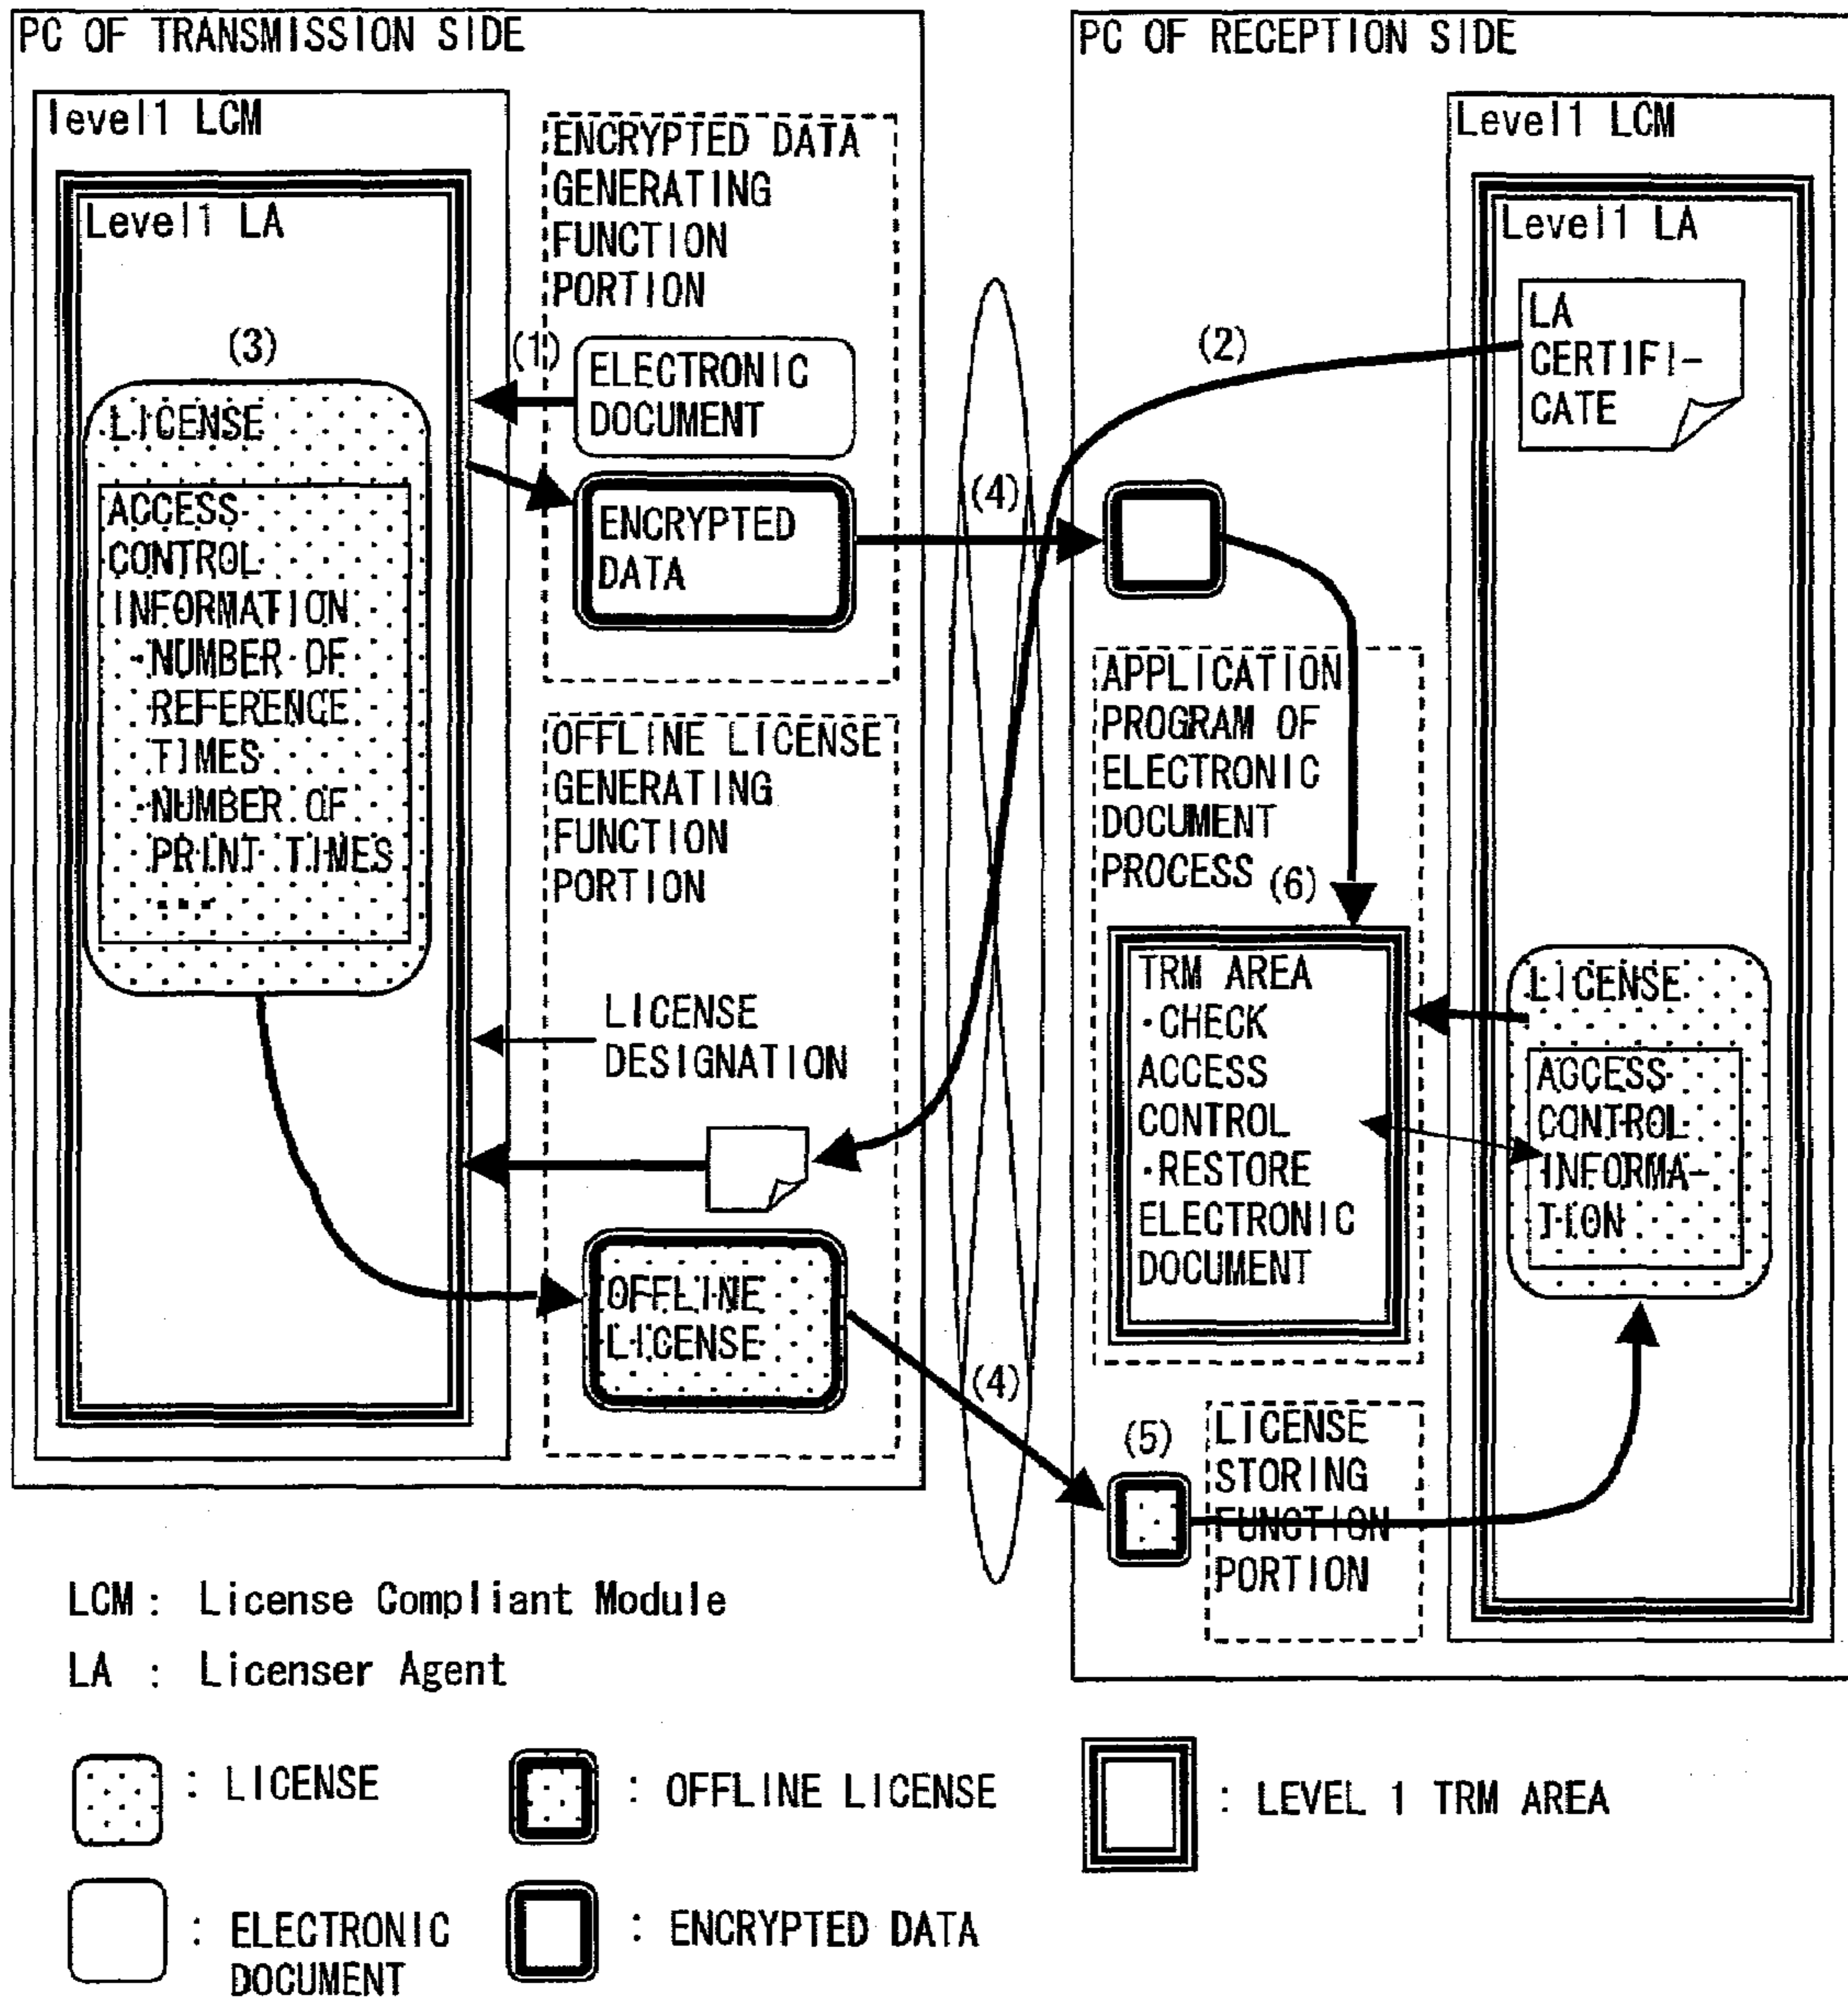 PC OF TRANSMISSION SIDE
level1 LCM
Level1 LA
(3)
LICENSE
ACCESS
CONTROL
INFORMATION
·NUMBER OF
REFERENCE
TIMES
·NUMBER OF
PRINT TIMES
...
ENCRYPTED DATA
GENERATING
FUNCTION
PORTION
(1)
ELECTRONIC
DOCUMENT
ENCRYPTED
DATA
OFFLINE LICENSE
GENERATING
FUNCTION
PORTION
LICENSE
DESIGNATION
OFFLINE
LICENSE
(4)
(4)
PC OF RECEPTION SIDE
(2)
Level1 LCM
Level1 LA
LA
CERTIFI-
CATE
APPLICATION
PROGRAM OF
ELECTRONIC
DOCUMENT
PROCESS
(6)
TRM AREA
·CHECK
ACCESS
CONTROL
·RESTORE
ELECTRONIC
DOCUMENT
LICENSE
ACCESS
CONTROL
INFORMA-
TION
(5)
LICENSE
STORING
FUNCTION
PORTION
LCM : License Compliant Module
LA : Licenser Agent
: LICENSE
: OFFLINE LICENSE
: LEVEL 1 TRM AREA
: ELECTRONIC
DOCUMENT
: ENCRYPTED DATA